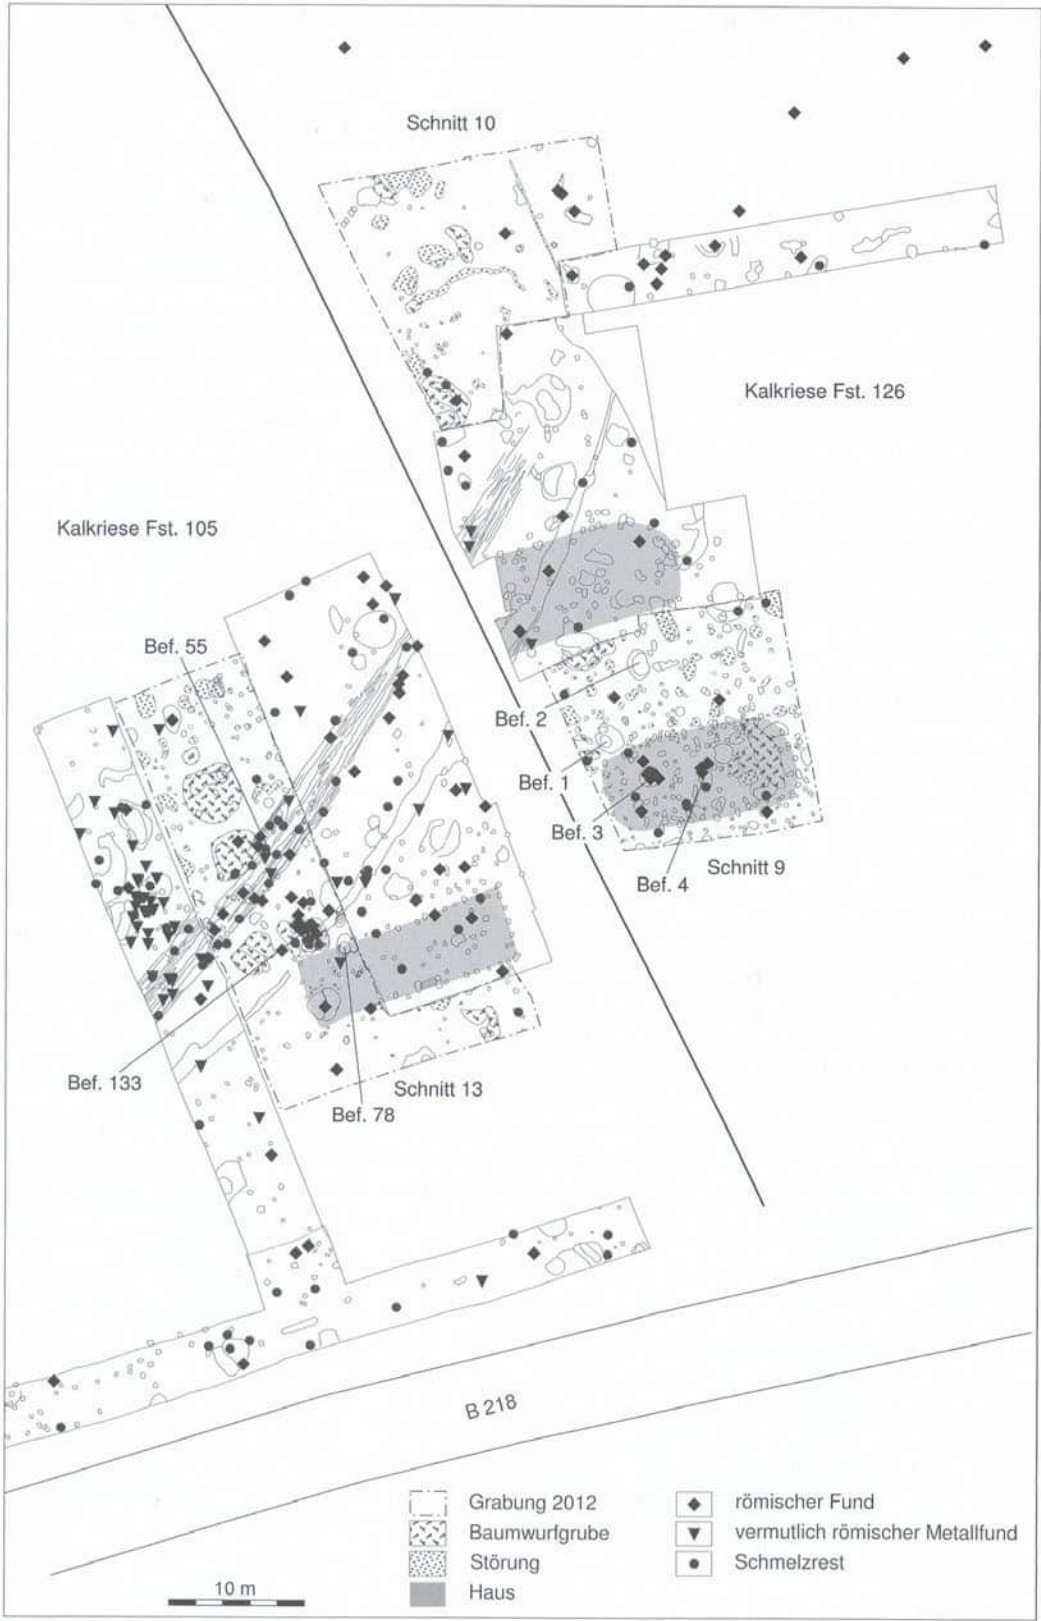 Schnitt 10
Kalkriese Fst. 126
Kalkriese Fst. 105
Bef. 55
Bef. 2
Bef. 1
Bef. 3
Schnitt 9
Bef. 4
Bef. 133
Schnitt 13
Bef. 78
B 218
Grabung 2012
Baumwurfgrube
Störung
Haus
römischer Fund
vermutlich römischer Metallfund
Schmelzrest
10 m